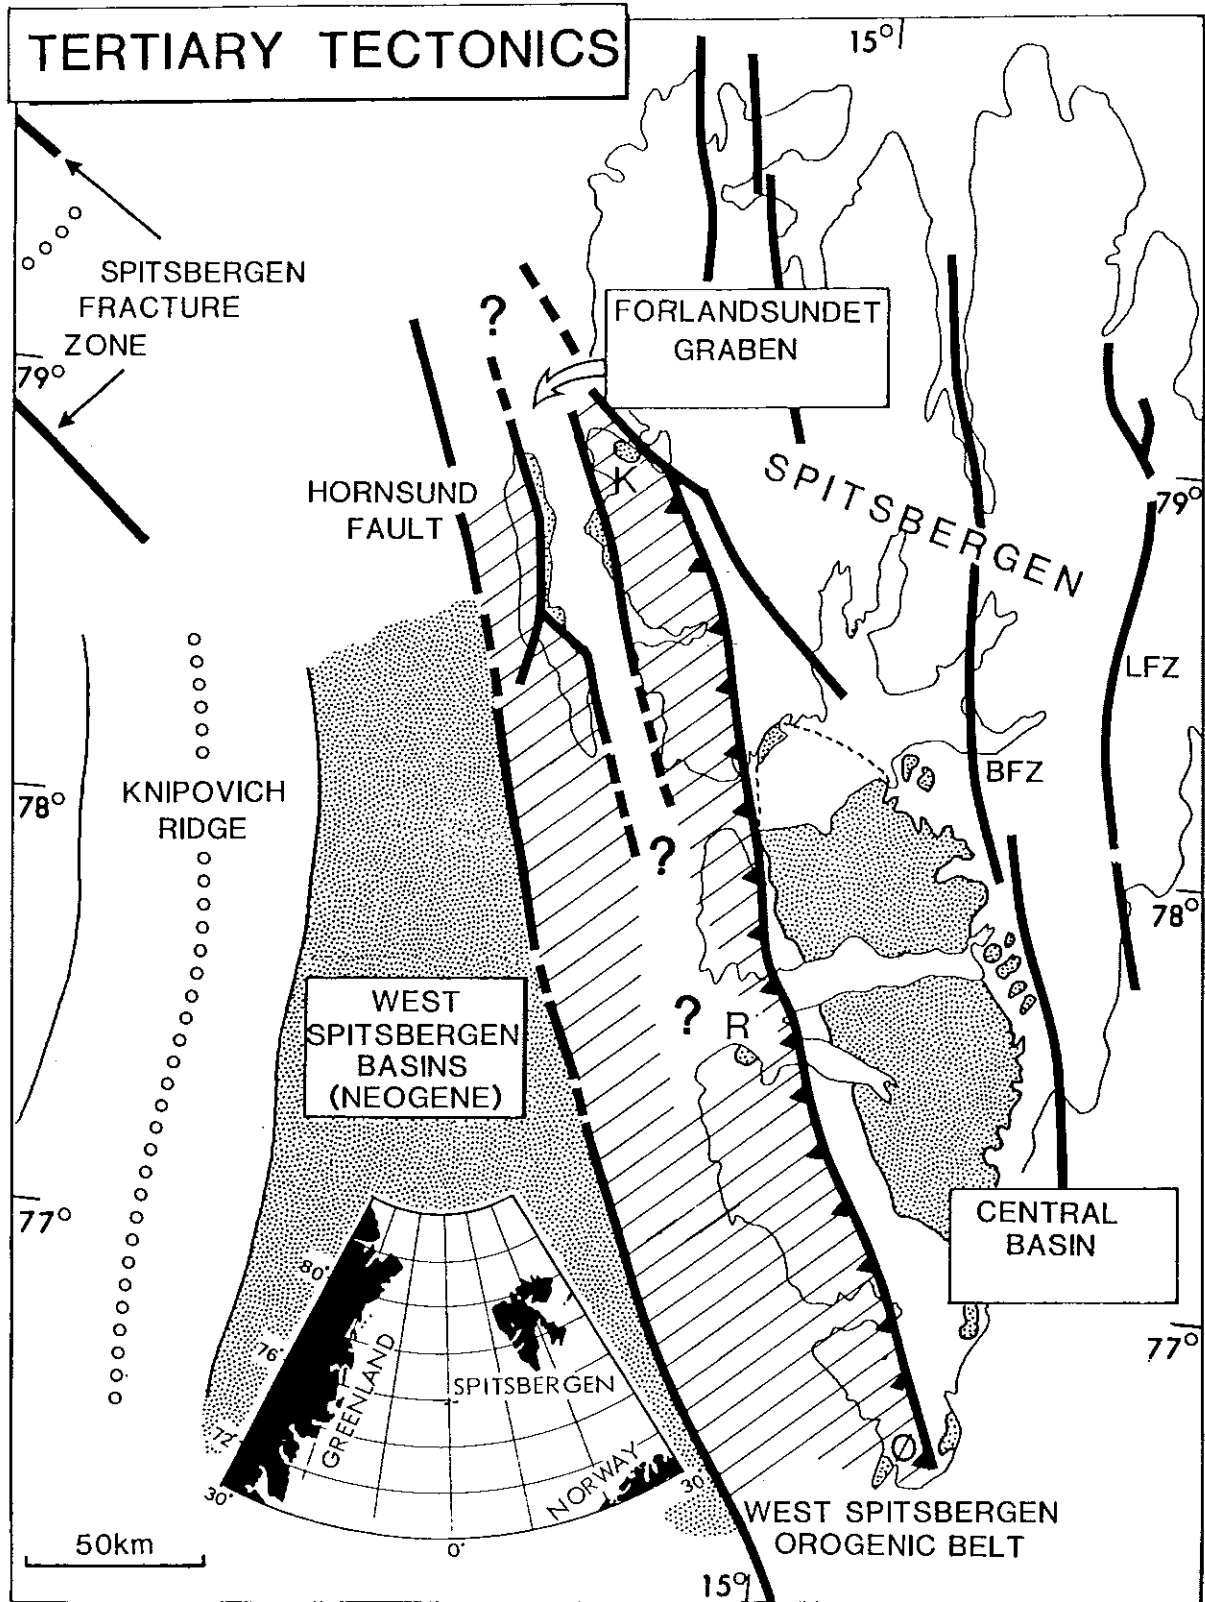 TERTIARY TECTONICS
15°
SPITSBERGEN
FRACTURE
ZONE
79°
?
FORLANDSUNDET
GRABEN
HORNSUND
FAULT
K
SPITSBERGEN
79°
LFZ
BFZ
KNIPOVICH
RIDGE
78°
?
78°
WEST
SPITSBERGEN
BASINS
(NEOGENE)
?
R
77°
CENTRAL
BASIN
77°
80°
76°
72°
30°
GREENLAND
SPITSBERGEN
NORWAY
30°
0°
Ø
WEST SPITSBERGEN
OROGENIC BELT
50km
15°